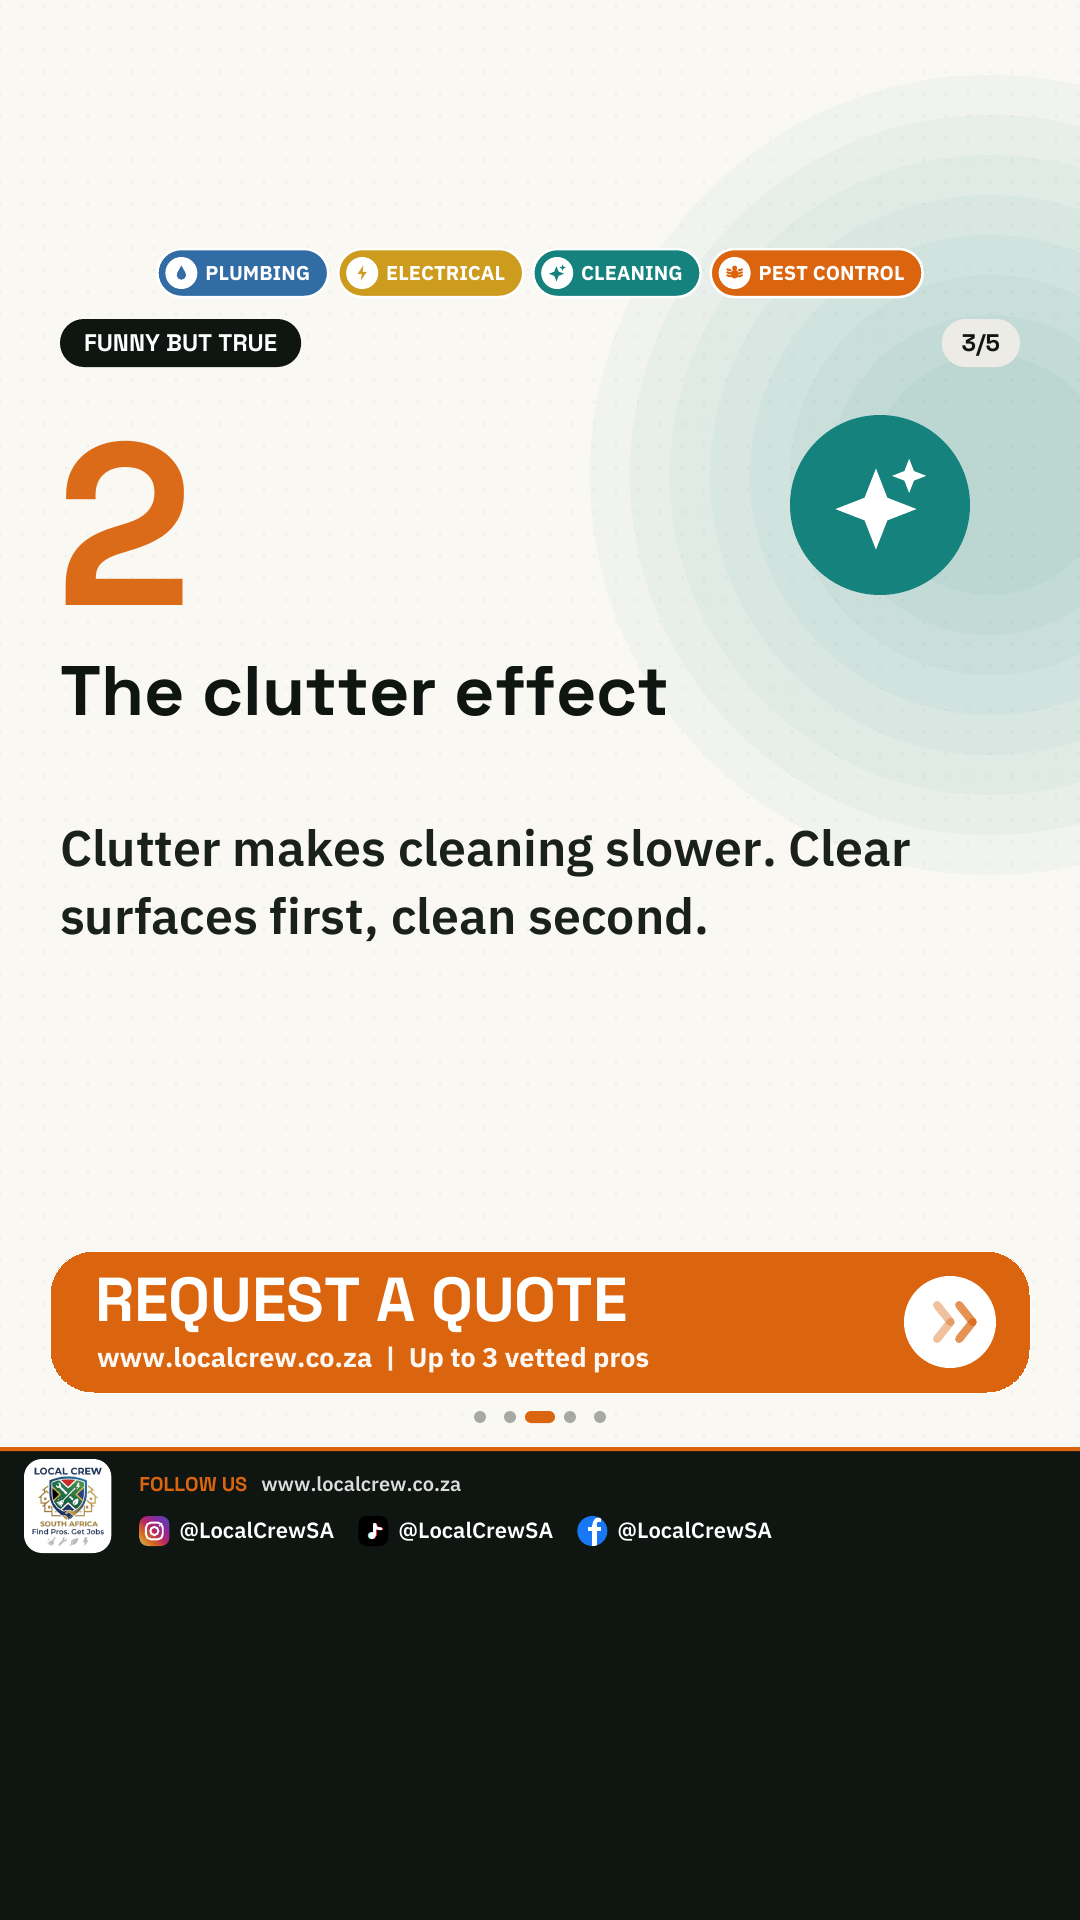 PLUMBING ELECTRICAL CLEANING PEST CONTROL
FUNNY BUT TRUE 3/5
2
The clutter effect
Clutter makes cleaning slower. Clear
surfaces first, clean second.
REQUEST A QUOTE
www.localcrew.co.za | Up to 3 vetted pros
LOCAL CREW
SOUTH AFRICA
Find Pros. Get Jobs
FOLLOW US www.localcrew.co.za
@LocalCrewSA @LocalCrewSA @LocalCrewSA